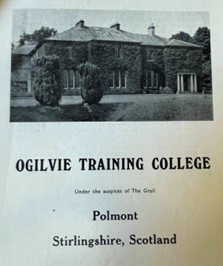 OGILVIE TRAINING COLLEGE
Under the auspices of The Grail
Polmont
Stirlingshire, Scotland